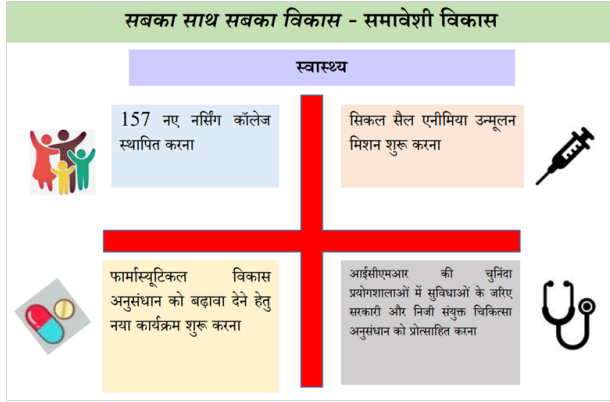 सबका साथ सबका विकास - समावेशी विकास
स्वास्थ्य
157 नए नर्सिंग कॉलेज
स्थापित करना
सिकल सैल एनीमिया उन्मूलन
मिशन शुरू करना
फार्मास्यूटिकल विकास
अनुसंधान को बढ़ावा देने हेतु
नया कार्यक्रम शुरू करना
आईसीएमआर की चुनिंदा
प्रयोगशालाओं में सुविधाओं के जरिए
सरकारी और निजी संयुक्त चिकित्सा
अनुसंधान को प्रोत्साहित करना